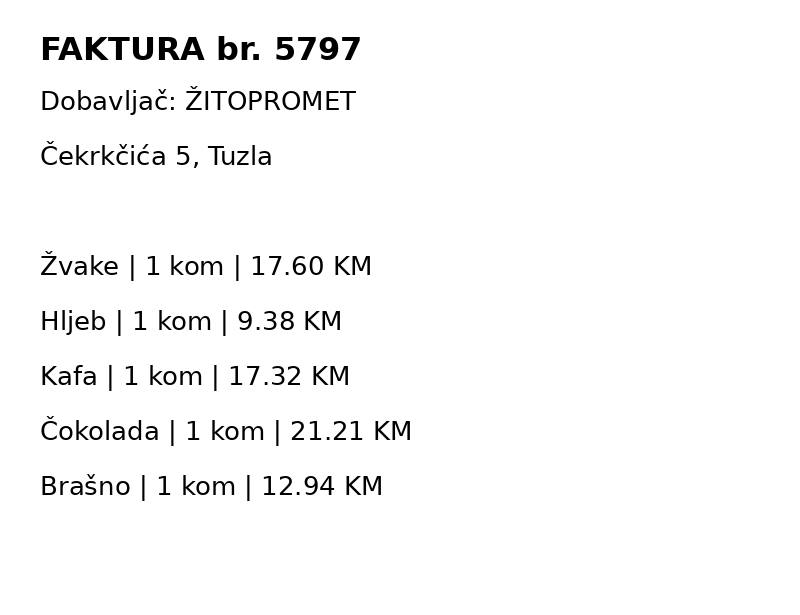 FAKTURA br. 5797
Dobavljač: ŽITOPROMET
Čekrkčića 5, Tuzla
Žvake | 1 kom | 17.60 KM
Hljeb | 1 kom | 9.38 KM
Kafa | 1 kom | 17.32 KM
Čokolada | 1 kom | 21.21 KM
Brašno | 1 kom | 12.94 KM